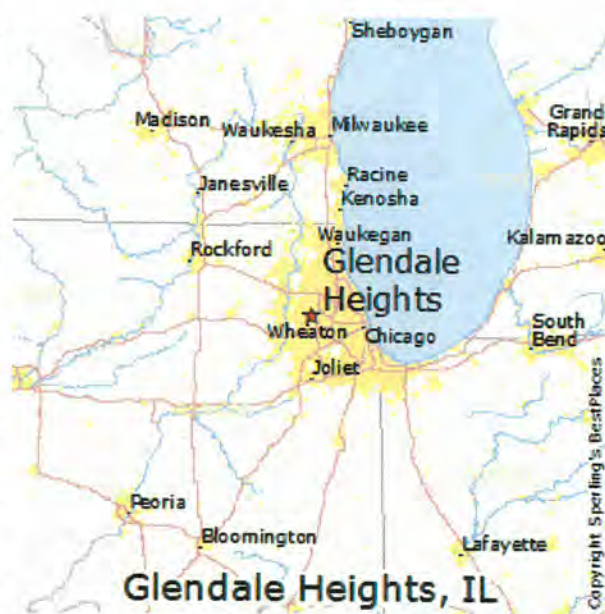 Sheboygan
Madison
Waukesha
Milwaukee
Grand
Rapids
Janesville
Racine
Kenosha
Waukegan
Kalamazoo
Rockford
Glendale
Heights
Wheaton
Chicago
South
Bend
Joliet
Peoria
Bloomington
Lafayette
Glendale Heights, IL
Copyright Sperling's BestPlaces